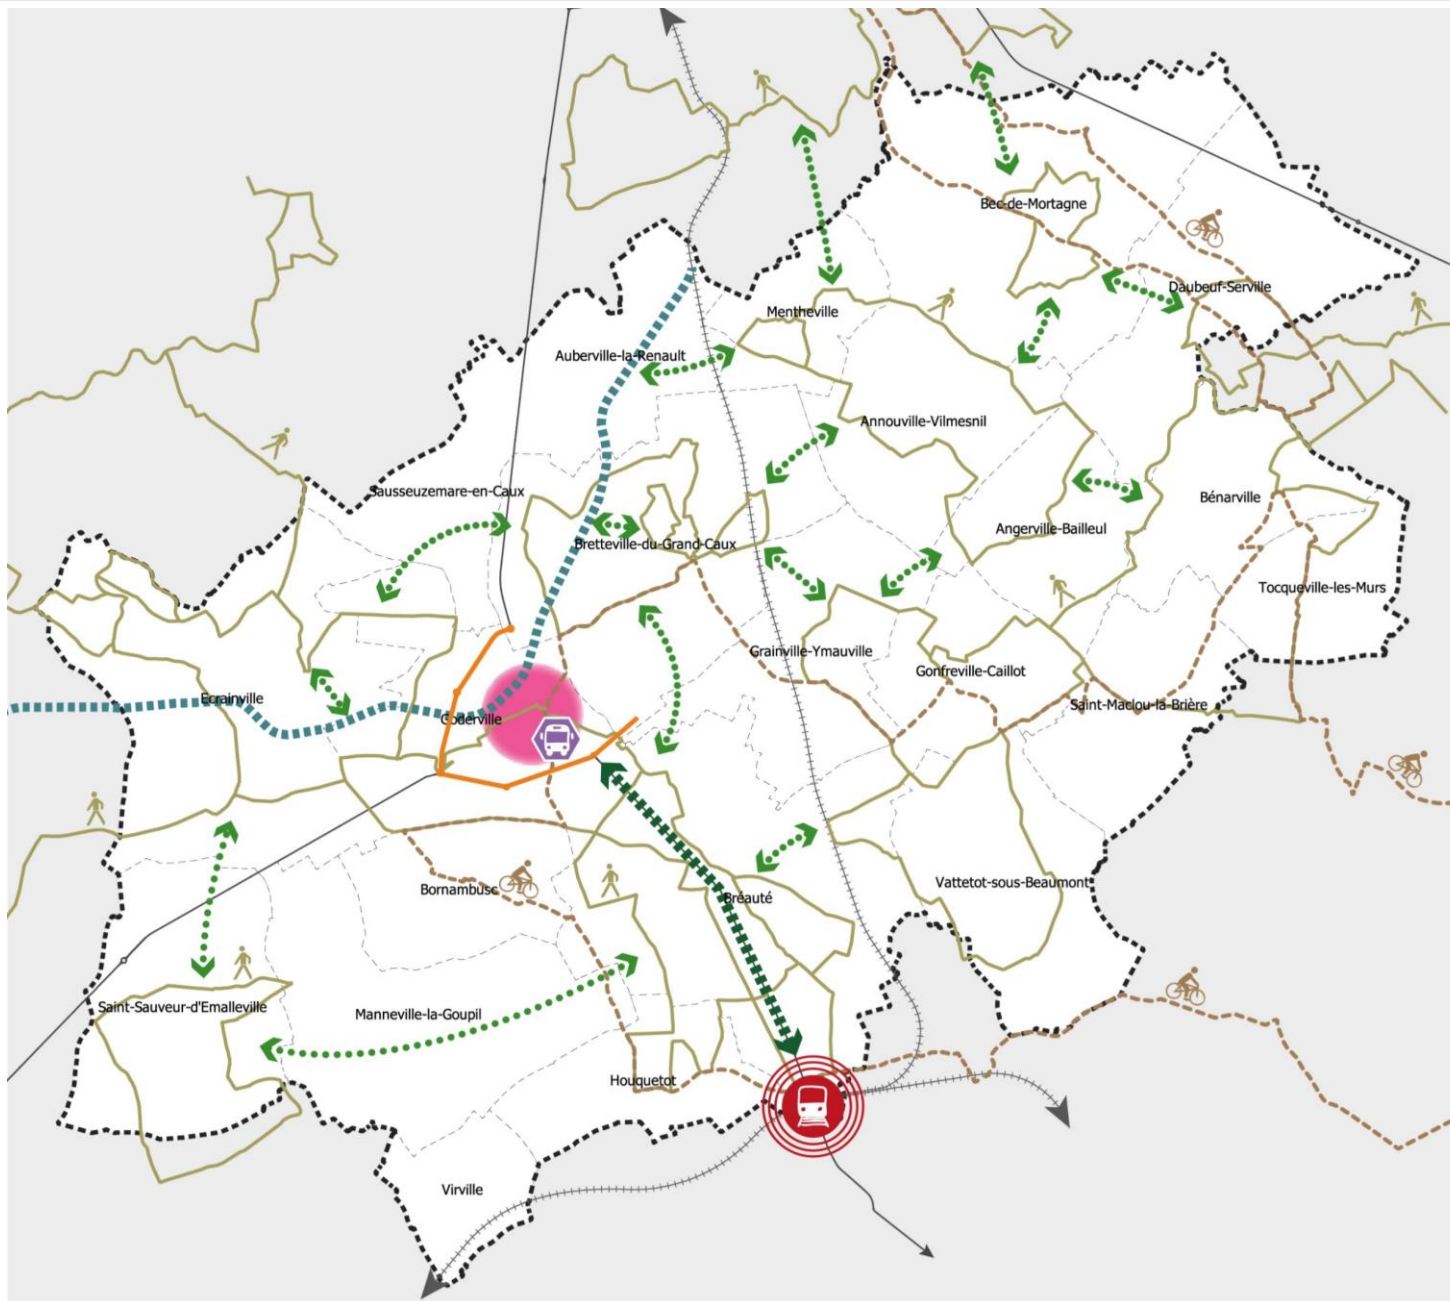 Bec-de-Mortagne
Daubeuf-Serville
Mentheville
Auberville-la-Renault
Annouville-Vilmesnil
Sausseuzemare-en-Caux
Bénarville
Angerville-Bailleul
Bretteville-du-Grand-Caux
Tocqueville-les-Murs
Grainville-Ymauville
Gonfreville-Caillot
Ecrainville
Saint-Maclou-la-Brière
Goderville
Vattetot-sous-Beaumont
Bornambusc
Bréauté
Saint-Sauveur-d'Emalleville
Manneville-la-Goupil
Houquetot
Virville